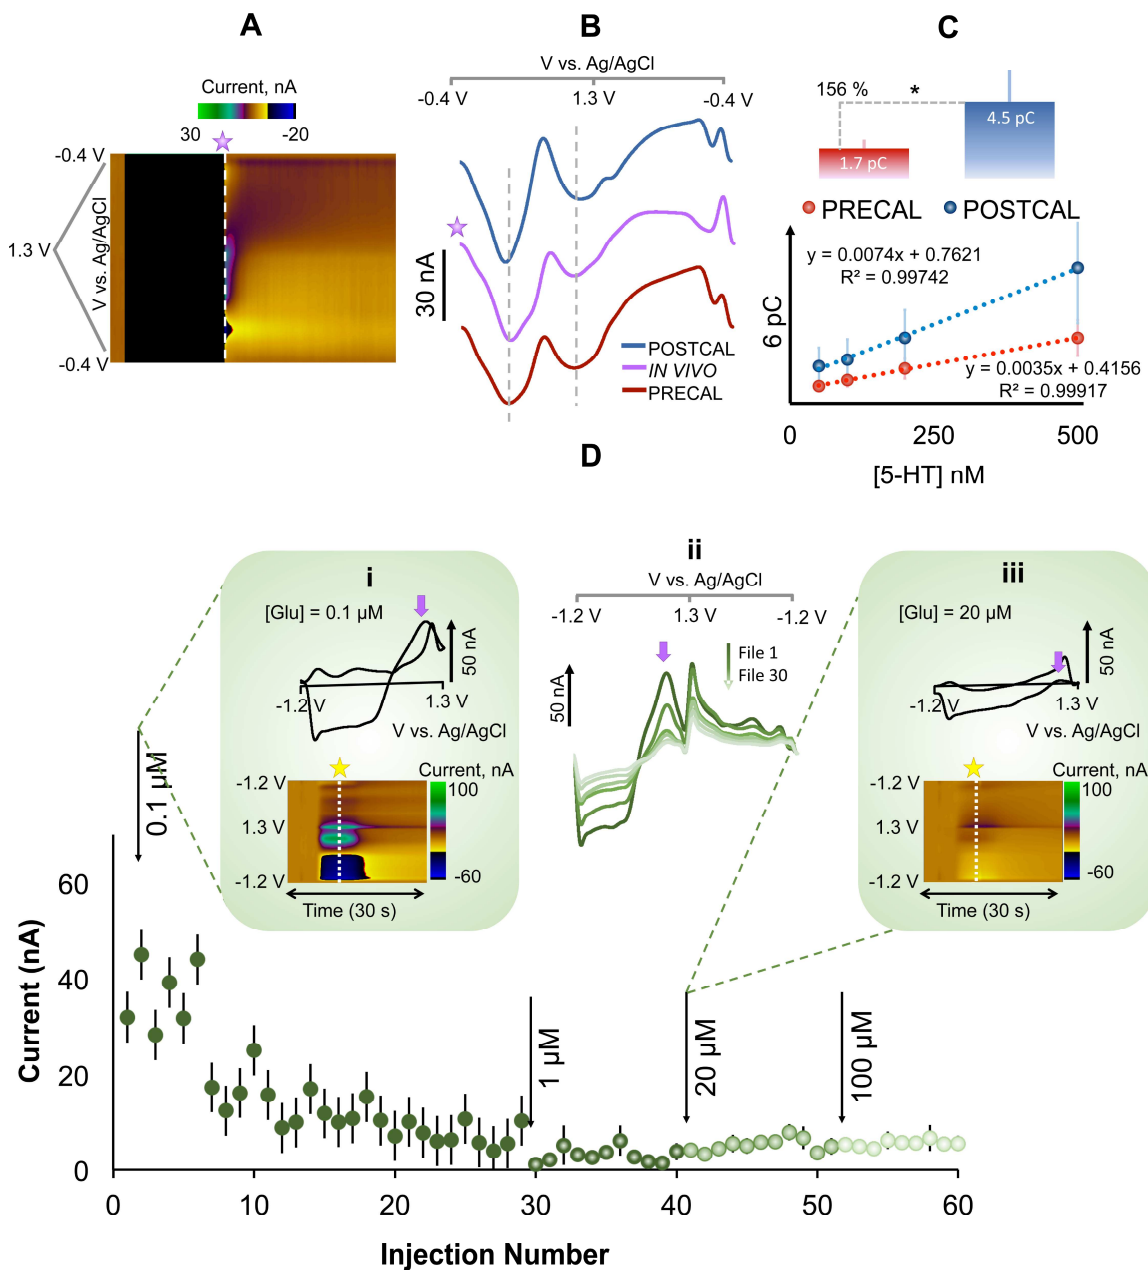 A
Current, nA
30
-20
-0.4 V
1.3 V
V vs. Ag/AgCl
-0.4 V
B
V vs. Ag/AgCl
-0.4 V
1.3 V
-0.4 V
30 nA
POSTCAL
IN VIVO
PRECAL
C
156 %
*
4.5 pC
1.7 pC
PRECAL
POSTCAL
y = 0.0074x + 0.7621
R² = 0.99742
6 pC
y = 0.0035x + 0.4156
R² = 0.99917
0
250
500
[5-HT] nM
D
i
[Glu] = 0.1 µM
50 nA
-1.2 V
1.3 V
V vs. Ag/AgCl
Current, nA
-1.2 V
100
1.3 V
-1.2 V
-60
Time (30 s)
ii
V vs. Ag/AgCl
-1.2 V
1.3 V
-1.2 V
File 1
File 30
50 nA
iii
[Glu] = 20 µM
50 nA
-1.2 V
1.3 V
V vs. Ag/AgCl
Current, nA
-1.2 V
100
1.3 V
-1.2 V
-60
Time (30 s)
0.1 µM
1 µM
20 µM
100 µM
Current (nA)
60
40
20
0
0
10
20
30
40
50
60
Injection Number